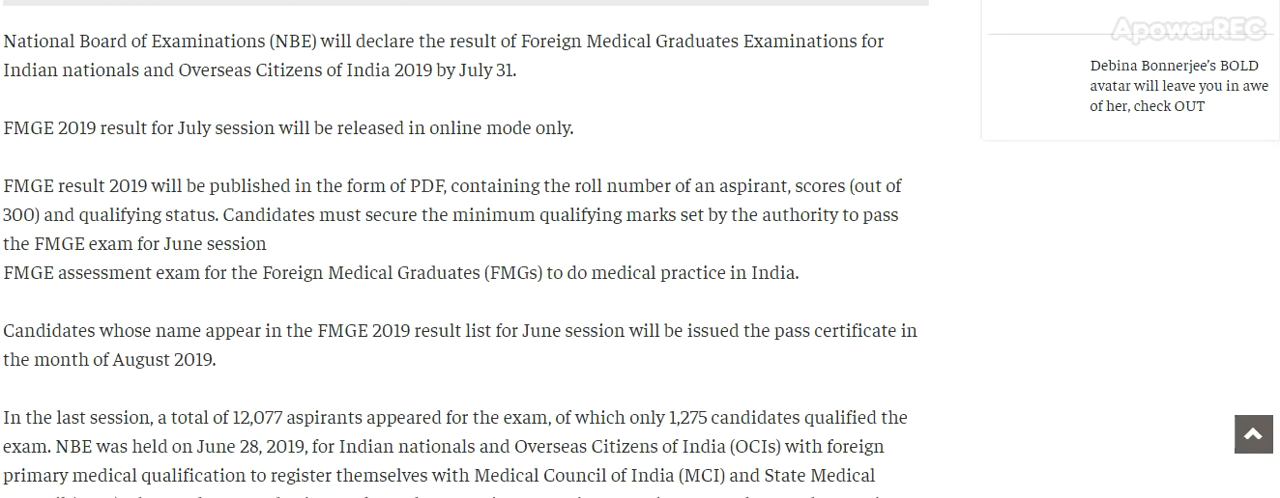 National Board of Examinations (NBE) will declare the result of Foreign Medical Graduates Examinations for
Indian nationals and Overseas Citizens of India 2019 by July 31.
FMGE 2019 result for July session will be released in online mode only.
FMGE result 2019 will be published in the form of PDF, containing the roll number of an aspirant, scores (out of
300) and qualifying status. Candidates must secure the minimum qualifying marks set by the authority to pass
the FMGE exam for June session
FMGE assessment exam for the Foreign Medical Graduates (FMGs) to do medical practice in India.
Candidates whose name appear in the FMGE 2019 result list for June session will be issued the pass certificate in
the month of August 2019.
In the last session, a total of 12,077 aspirants appeared for the exam, of which only 1,275 candidates qualified the
exam. NBE was held on June 28, 2019, for Indian nationals and Overseas Citizens of India (OCIs) with foreign
primary medical qualification to register themselves with Medical Council of India (MCI) and State Medical
ApowerREC
Debina Bonnerjee's BOLD
avatar will leave you in awe
of her, check OUT